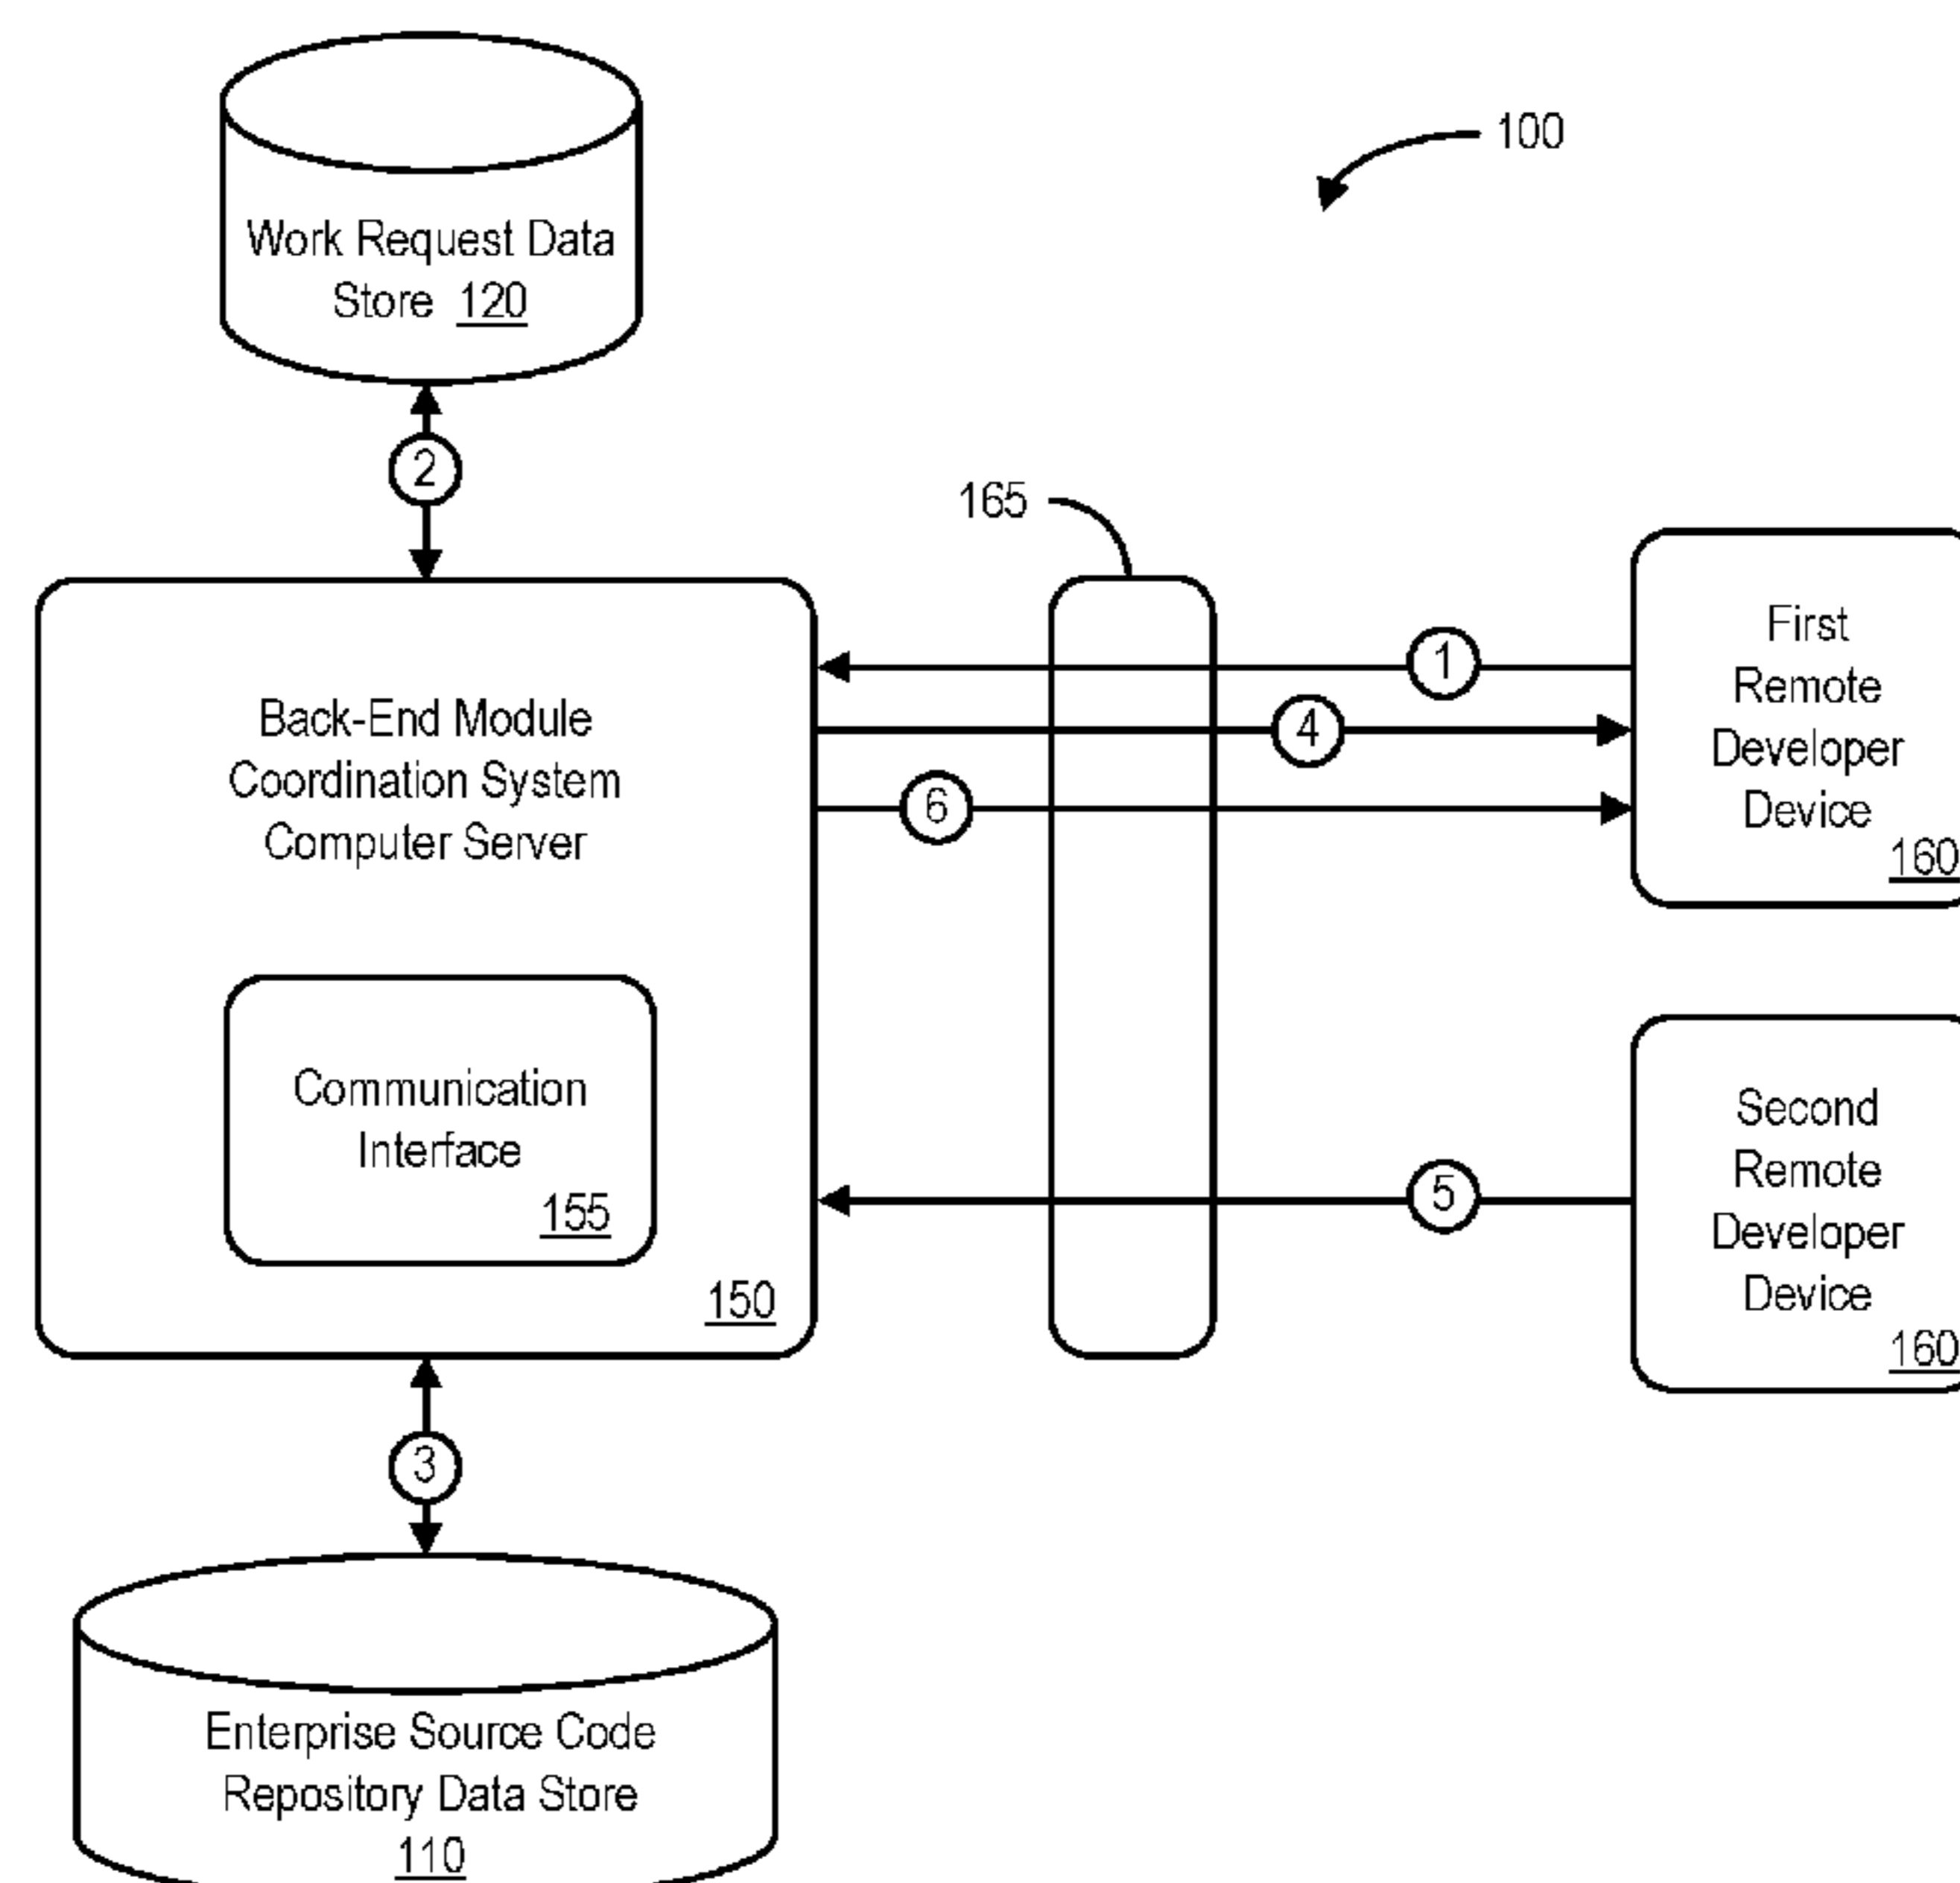 100
Work Request Data
Store 120
2
165
First
Remote
Developer
Device
160
1
4
6
Back-End Module
Coordination System
Computer Server
Communication
Interface
155
150
Second
Remote
Developer
Device
160
5
3
Enterprise Source Code
Repository Data Store
110